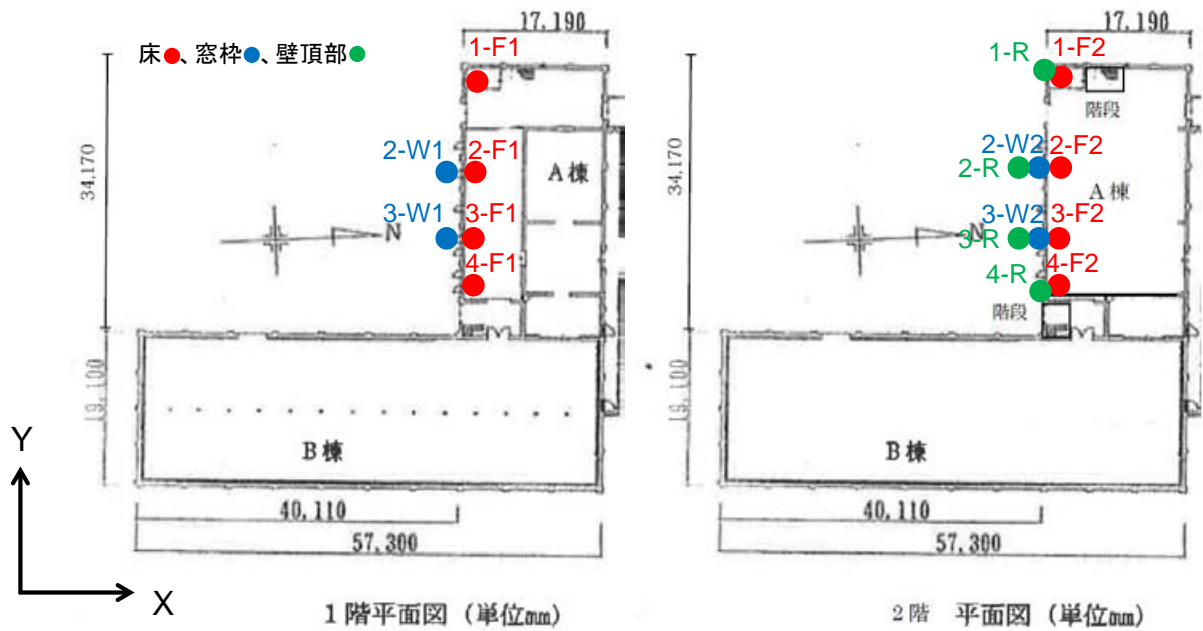 床●、窓枠●、壁頂部●
17,190
1-F1
34,170
2-W1
2-F1
A棟
3-W1
3-F1
N
4-F1
19,100
B棟
40,110
57,300
1階平面図 (単位㎜)
Y
X
17,190
1-R
1-F2
階段
34,170
2-W2
2-F2
2-R
A棟
3-W2
3-F2
N
3-R
4-F2
4-R
階段
19,100
B棟
40,110
57,300
2階 平面図 (単位㎜)